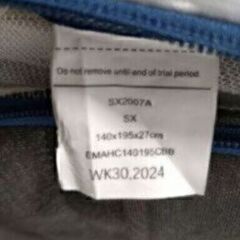 Do not remove until end of trial period.
SX2007A
SX
140x195x27cm
EMAHC140195CBB
WK30,2024